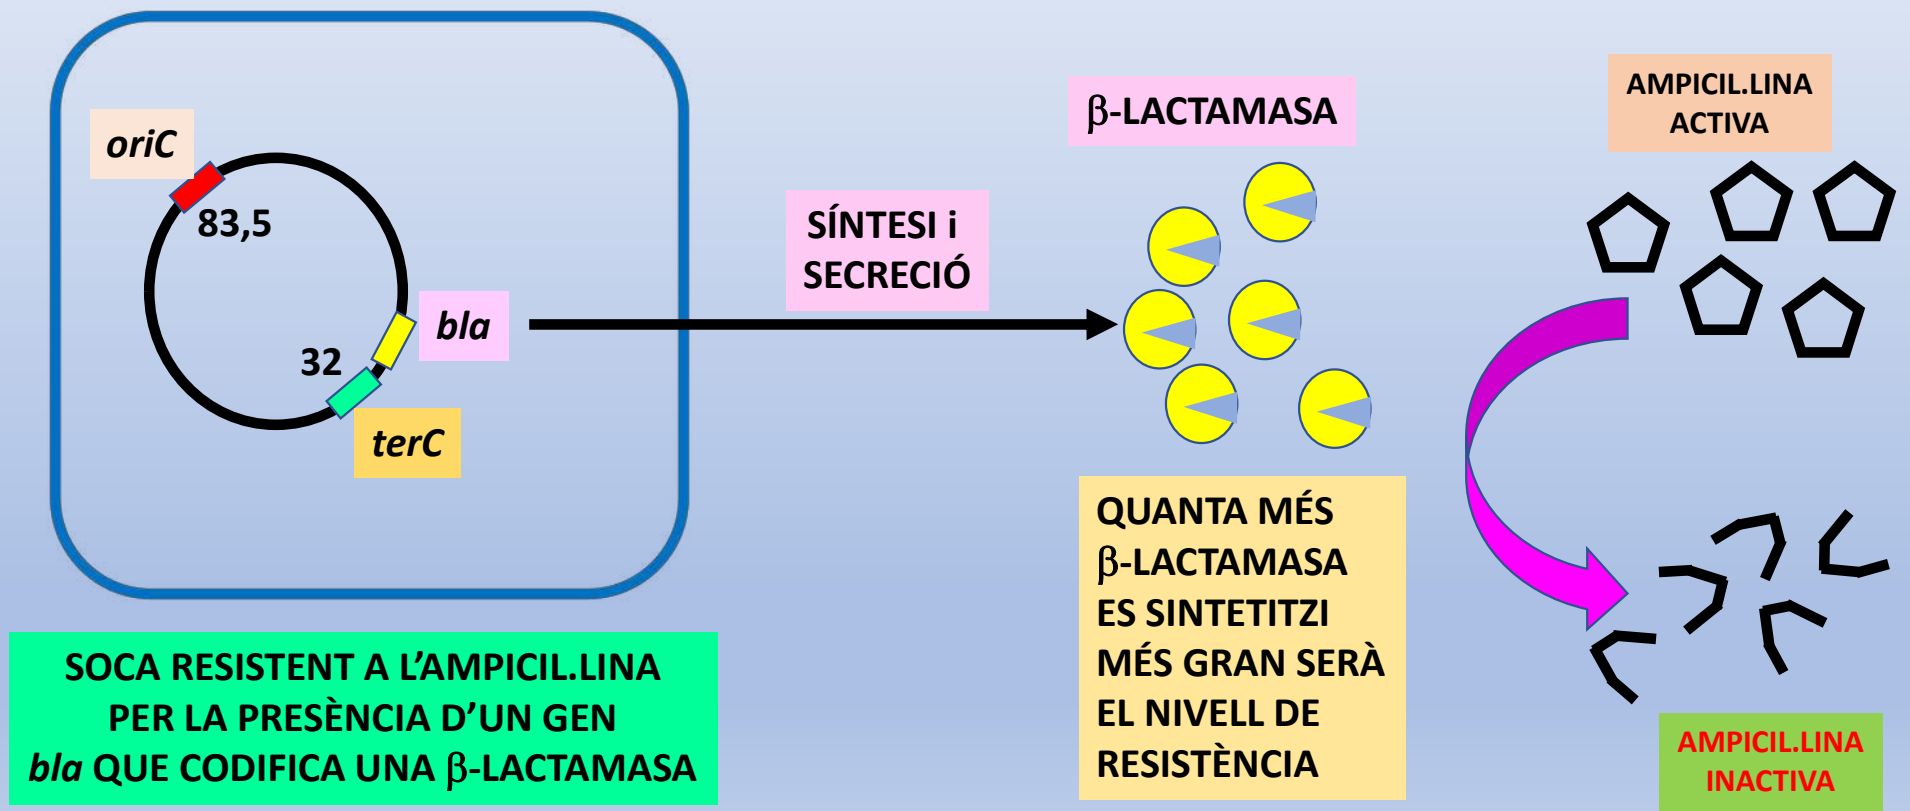 oriC
83,5
bla
32
terC
SOCA RESISTENT A L’AMPICIL.LINA
PER LA PRESÈNCIA D’UN GEN
bla QUE CODIFICA UNA β-LACTAMASA
SÍNTESI i
SECRECIÓ
β-LACTAMASA
QUANTA MÉS
β-LACTAMASA
ES SINTETITZI
MÉS GRAN SERÀ
EL NIVELL DE
RESISTÈNCIA
AMPICIL.LINA
ACTIVA
AMPICIL.LINA
INACTIVA